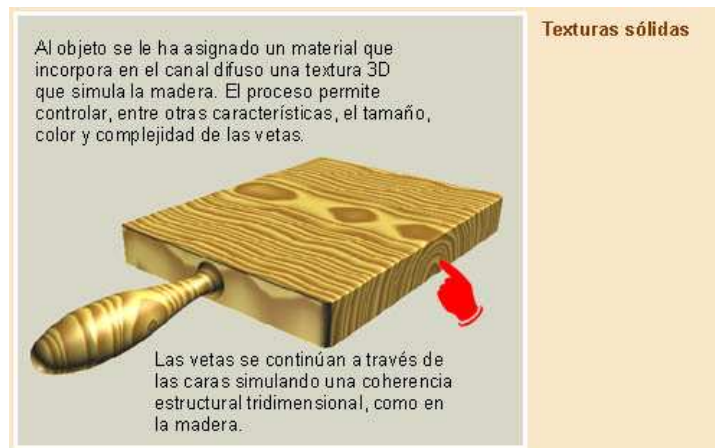 Al objeto se le ha asignado un material que
incorpora en el canal difuso una textura 3D
que simula la madera. El proceso permite
controlar, entre otras características, el tamaño,
color y complejidad de las vetas.
Las vetas se continúan a través de
las caras simulando una coherencia
estructural tridimensional, como en
la madera.
Texturas sólidas